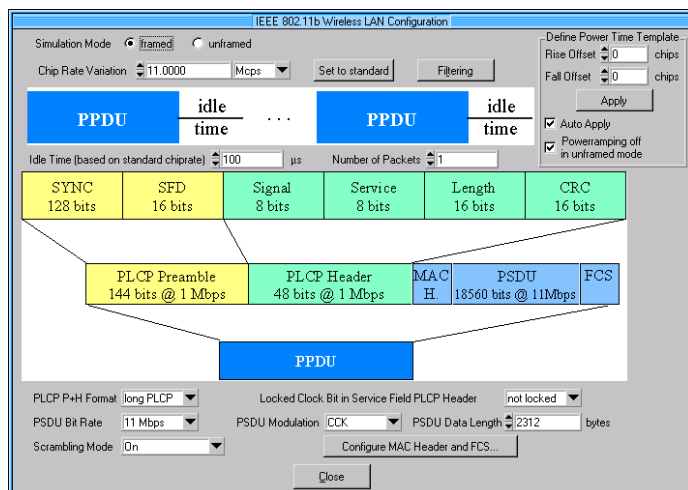 IEEE 802.11b Wireless LAN Configuration
Simulation Mode framed unframed
Chip Rate Variation 11.0000 Mcps Set to standard Filtering
Define Power Time Template
Rise Offset 0 chips
Fall Offset 0 chips
Apply
Auto Apply
Powerramping off
in unframed mode
PPDU idle time . . . PPDU idle time
Idle Time (based on standard chiprate) 100 µs Number of Packets 1
SYNC SFD Signal Service Length CRC
128 bits 16 bits 8 bits 8 bits 16 bits 16 bits
PLCP Preamble PLCP Header MAC PSDU FCS
144 bits @ 1 Mbps 48 bits @ 1 Mbps H. 18560 bits @ 11Mbps
PPDU
PLCP P+H Format long PLCP Locked Clock Bit in Service Field PLCP Header not locked
PSDU Bit Rate 11 Mbps PSDU Modulation CCK PSDU Data Length 2312 bytes
Scrambling Mode On Configure MAC Header and FCS...
Close